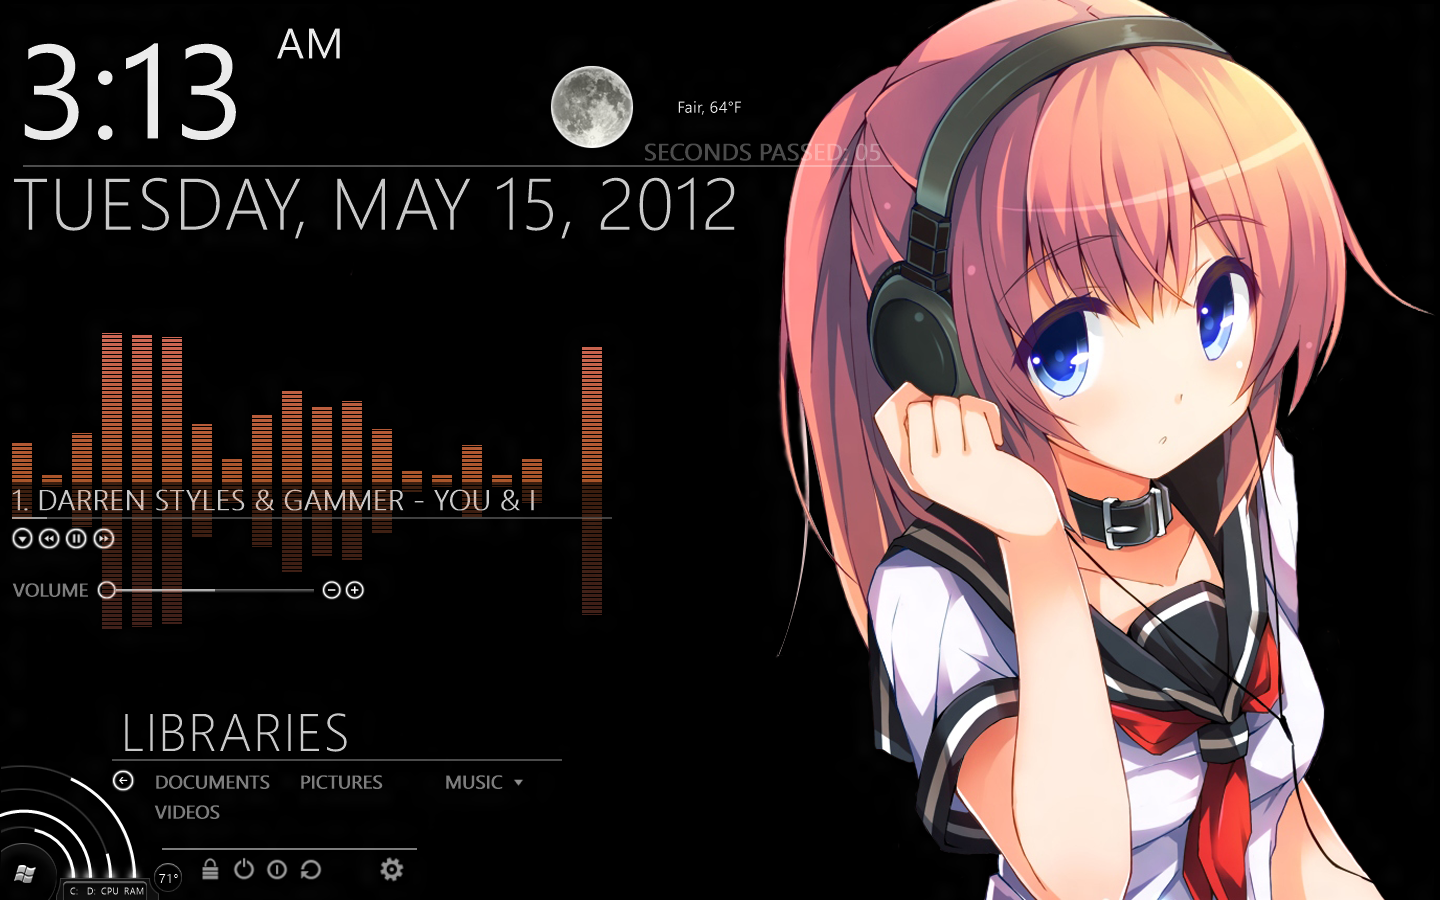 3:13 AM
Fair, 64°F
SECONDS PASSED: 05
TUESDAY, MAY 15, 2012
1. DARREN STYLES & GAMMER - YOU & I
VOLUME
LIBRARIES
DOCUMENTS PICTURES MUSIC
VIDEOS
71°
C: D: CPU RAM